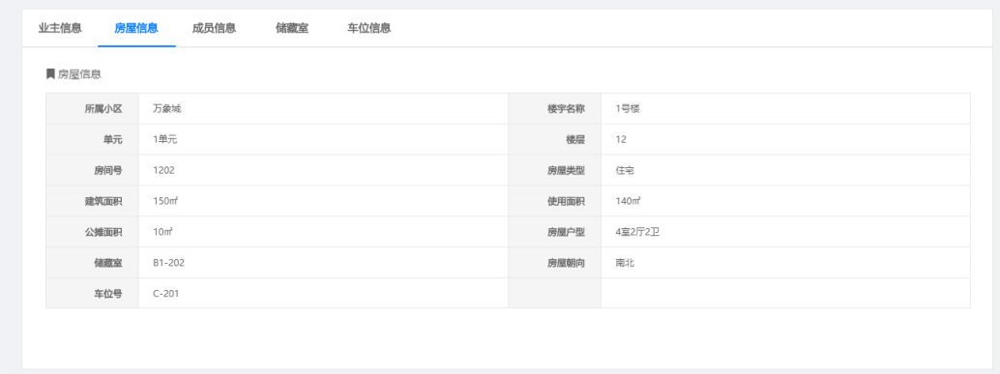 业主信息 房屋信息 成员信息 储藏室 车位信息
房屋信息
所属小区 万象城 楼宇名称 1号楼
单元 1单元 楼层 12
房间号 1202 房屋类型 住宅
建筑面积 150㎡ 使用面积 140㎡
公摊面积 10㎡ 房屋户型 4室2厅2卫
储藏室 B1-202 房屋朝向 南北
车位号 C-201